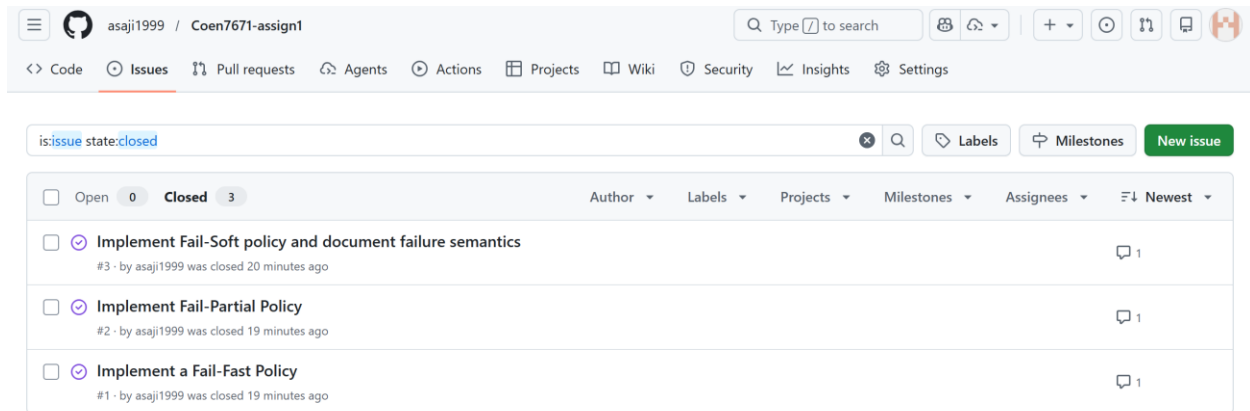 asaji1999 / Coen7671-assign1
Type / to search
Code Issues Pull requests Agents Actions Projects Wiki Security Insights Settings
is:issue state:closed
Labels Milestones New issue
Open 0 Closed 3 Author Labels Projects Milestones Assignees Newest
Implement Fail-Soft policy and document failure semantics
1
#3 · by asaji1999 was closed 20 minutes ago
Implement Fail-Partial Policy
1
#2 · by asaji1999 was closed 19 minutes ago
Implement a Fail-Fast Policy
1
#1 · by asaji1999 was closed 19 minutes ago